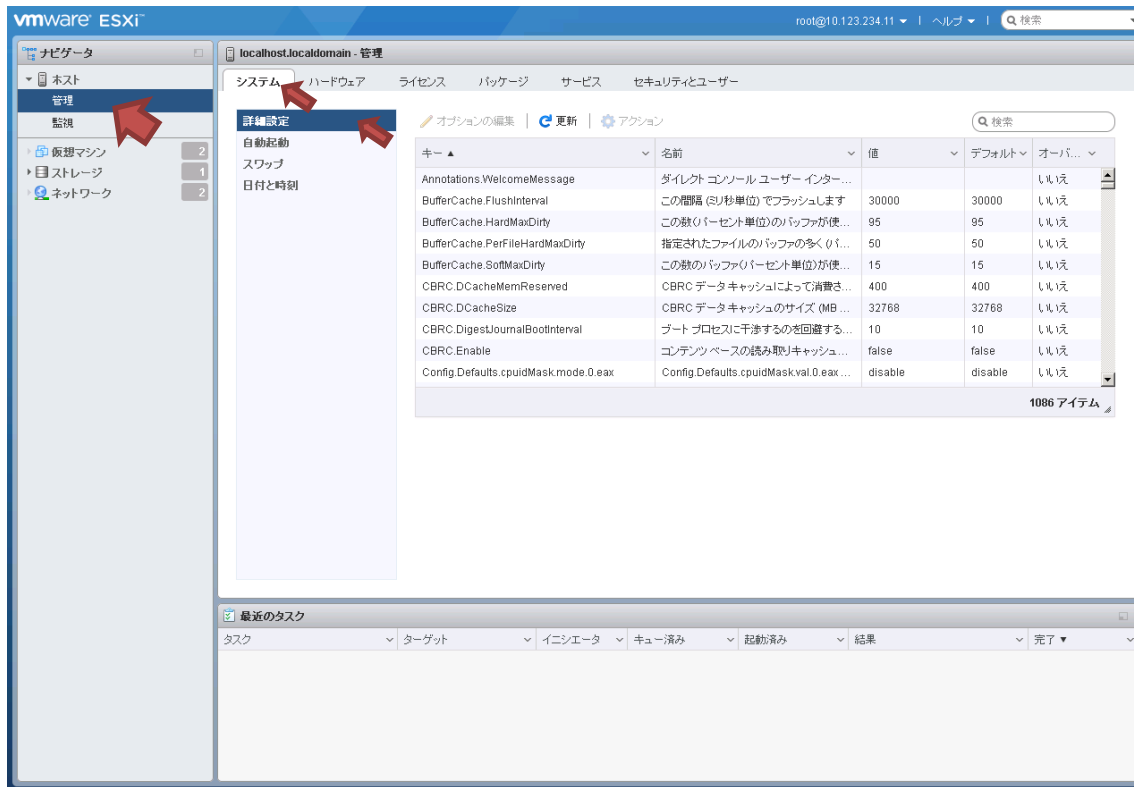 vmware ESXi™
root@10.123.234.11 | ヘルプ | 検索
ナビゲータ
ホスト
管理
監視
仮想マシン 2
ストレージ 1
ネットワーク 2
localhost.localdomain - 管理
システム ハードウェア ライセンス パッケージ サービス セキュリティとユーザー
詳細設定
自動起動
スワップ
日付と時刻
オプションの編集 | 更新 | アクション 検索
キー ▲ 名前 値 デフォルト オーバ...
Annotations.WelcomeMessage ダイレクト コンソール ユーザー インター... いいえ
BufferCache.FlushInterval この間隔 (ミリ秒単位) でフラッシュします 30000 30000 いいえ
BufferCache.HardMaxDirty この数(パーセント単位)のバッファが使... 95 95 いいえ
BufferCache.PerFileHardMaxDirty 指定されたファイルのバッファの多く (パ... 50 50 いいえ
BufferCache.SoftMaxDirty この数のバッファ(パーセント単位)が使... 15 15 いいえ
CBRC.DCacheMemReserved CBRC データ キャッシュによって消費さ... 400 400 いいえ
CBRC.DCacheSize CBRC データ キャッシュのサイズ (MB ... 32768 32768 いいえ
CBRC.DigestJournalBootInterval ブート プロセスに干渉するのを回避する... 10 10 いいえ
CBRC.Enable コンテンツ ベースの読み取りキャッシュ... false false いいえ
Config.Defaults.cpuidMask.mode.0.eax Config.Defaults.cpuidMask.val.0.eax ... disable disable いいえ
1086 アイテム
最近のタスク
タスク ターゲット イニシエータ キュー済み 起動済み 結果 完了 ▼